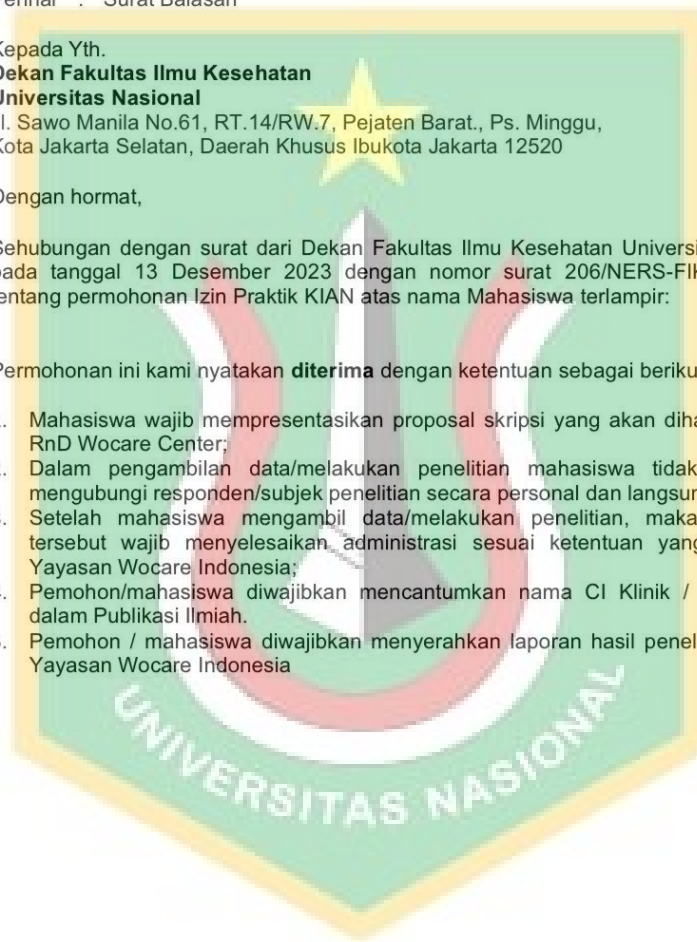 Perihal : Surat Balasan
Kepada Yth.
Dekan Fakultas Ilmu Kesehatan
Universitas Nasional
Jl. Sawo Manila No.61, RT.14/RW.7, Pejaten Barat., Ps. Minggu,
Kota Jakarta Selatan, Daerah Khusus Ibukota Jakarta 12520
Dengan hormat,
Sehubungan dengan surat dari Dekan Fakultas Ilmu Kesehatan
pada tanggal 13 Desember 2023 dengan nomor surat
tentang permohonan Izin Praktik KIAN atas nama Mahasiswa terlampir:
Permohonan ini kami nyatakan diterima dengan ketentuan sebagai
Mahasiswa wajib mempresentasikan proposal skripsi yang akan
RnD Wocare Center;
Dalam pengambilan data/melakukan penelitian mahasiswa tidak
mengubungi responden/subjek penelitian secara personal dan
Setelah mahasiswa mengambil data/melakukan penelitian, maka
tersebut wajib menyelesaikan administrasi sesuai ketentuan yang
Yayasan Wocare Indonesia;
Pemohon/mahasiswa diwajibkan mencantumkan nama CI Klinik /
dalam Publikasi Ilmiah.
Pemohon / mahasiswa diwajibkan menyerahkan laporan hasil
Yayasan Wocare Indonesia
UNIVERSITAS NASIONAL